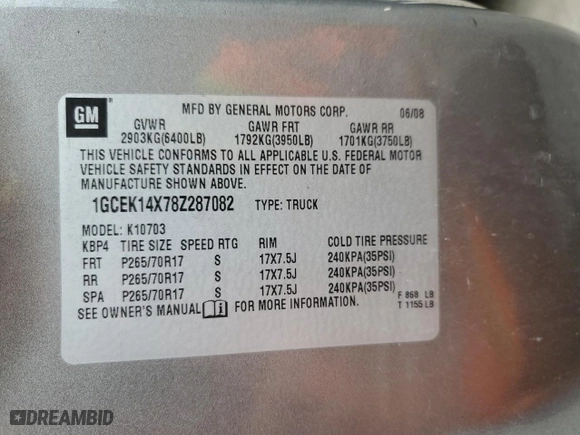 GM
MFD BY GENERAL MOTORS CORP. 06/08
GVWR GAWR FRT GAWR RR
2903KG(6400LB) 1792KG(3950LB) 1701KG(3750LB)
THIS VEHICLE CONFORMS TO ALL APPLICABLE U.S. FEDERAL MOTOR
VEHICLE SAFETY STANDARDS IN EFFECT ON THE DATE OF
MANUFACTURE SHOWN ABOVE.
1GCEK14X78Z287082 TYPE: TRUCK
MODEL: K10703
KBP4 TIRE SIZE SPEED RTG RIM COLD TIRE PRESSURE
FRT P265/70R17 S 17X7.5J 240KPA(35PSI)
RR P265/70R17 S 17X7.5J 240KPA(35PSI)
SPA P265/70R17 S 17X7.5J 240KPA(35PSI)
SEE OWNER'S MANUAL FOR MORE INFORMATION.
F 868 LB
T 1155 LB
DREAMBID